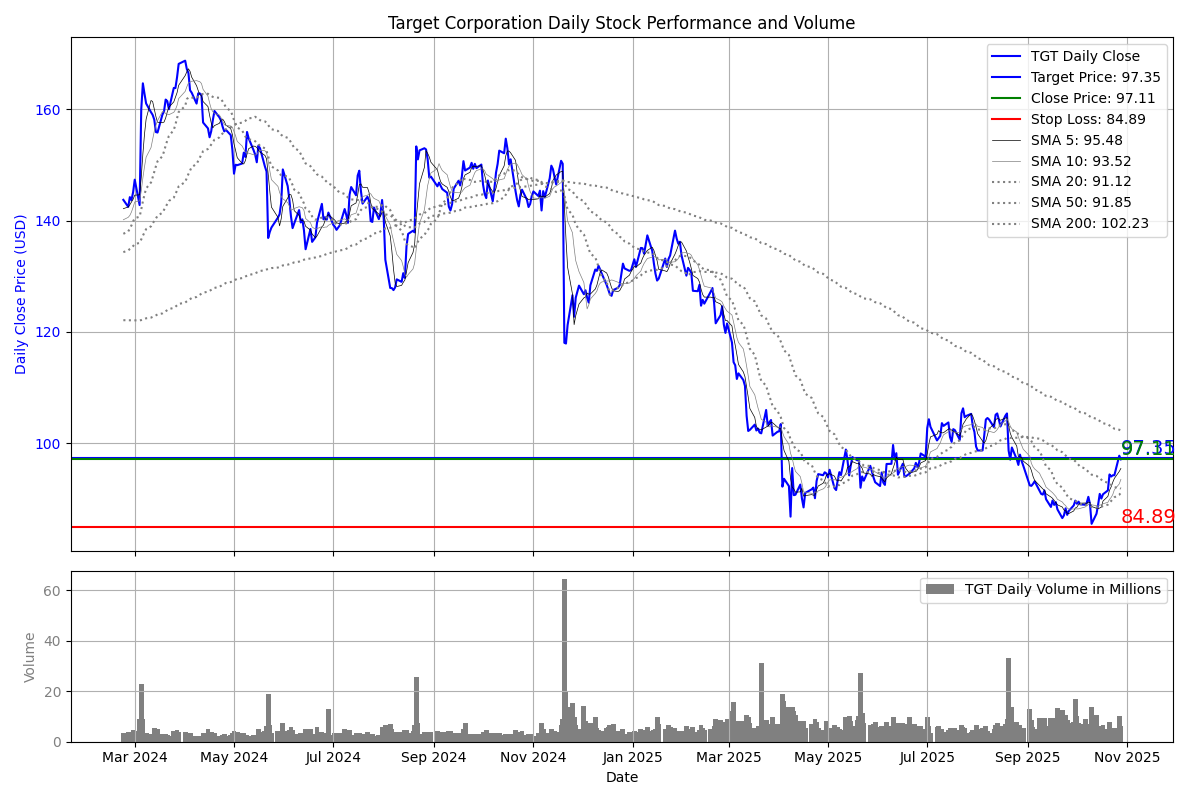 Target Corporation Daily Stock Performance and Volume
TGT Daily Close
Target Price: 97.35
Close Price: 97.11
Stop Loss: 84.89
SMA 5: 95.48
SMA 10: 93.52
SMA 20: 91.12
SMA 50: 91.85
SMA 200: 102.23
Daily Close Price (USD)
160
140
120
100
84.89
TGT Daily Volume in Millions
Volume
60
40
20
0
Mar 2024 May 2024 Jul 2024 Sep 2024 Nov 2024 Jan 2025 Mar 2025 May 2025 Jul 2025 Sep 2025 Nov 2025
Date